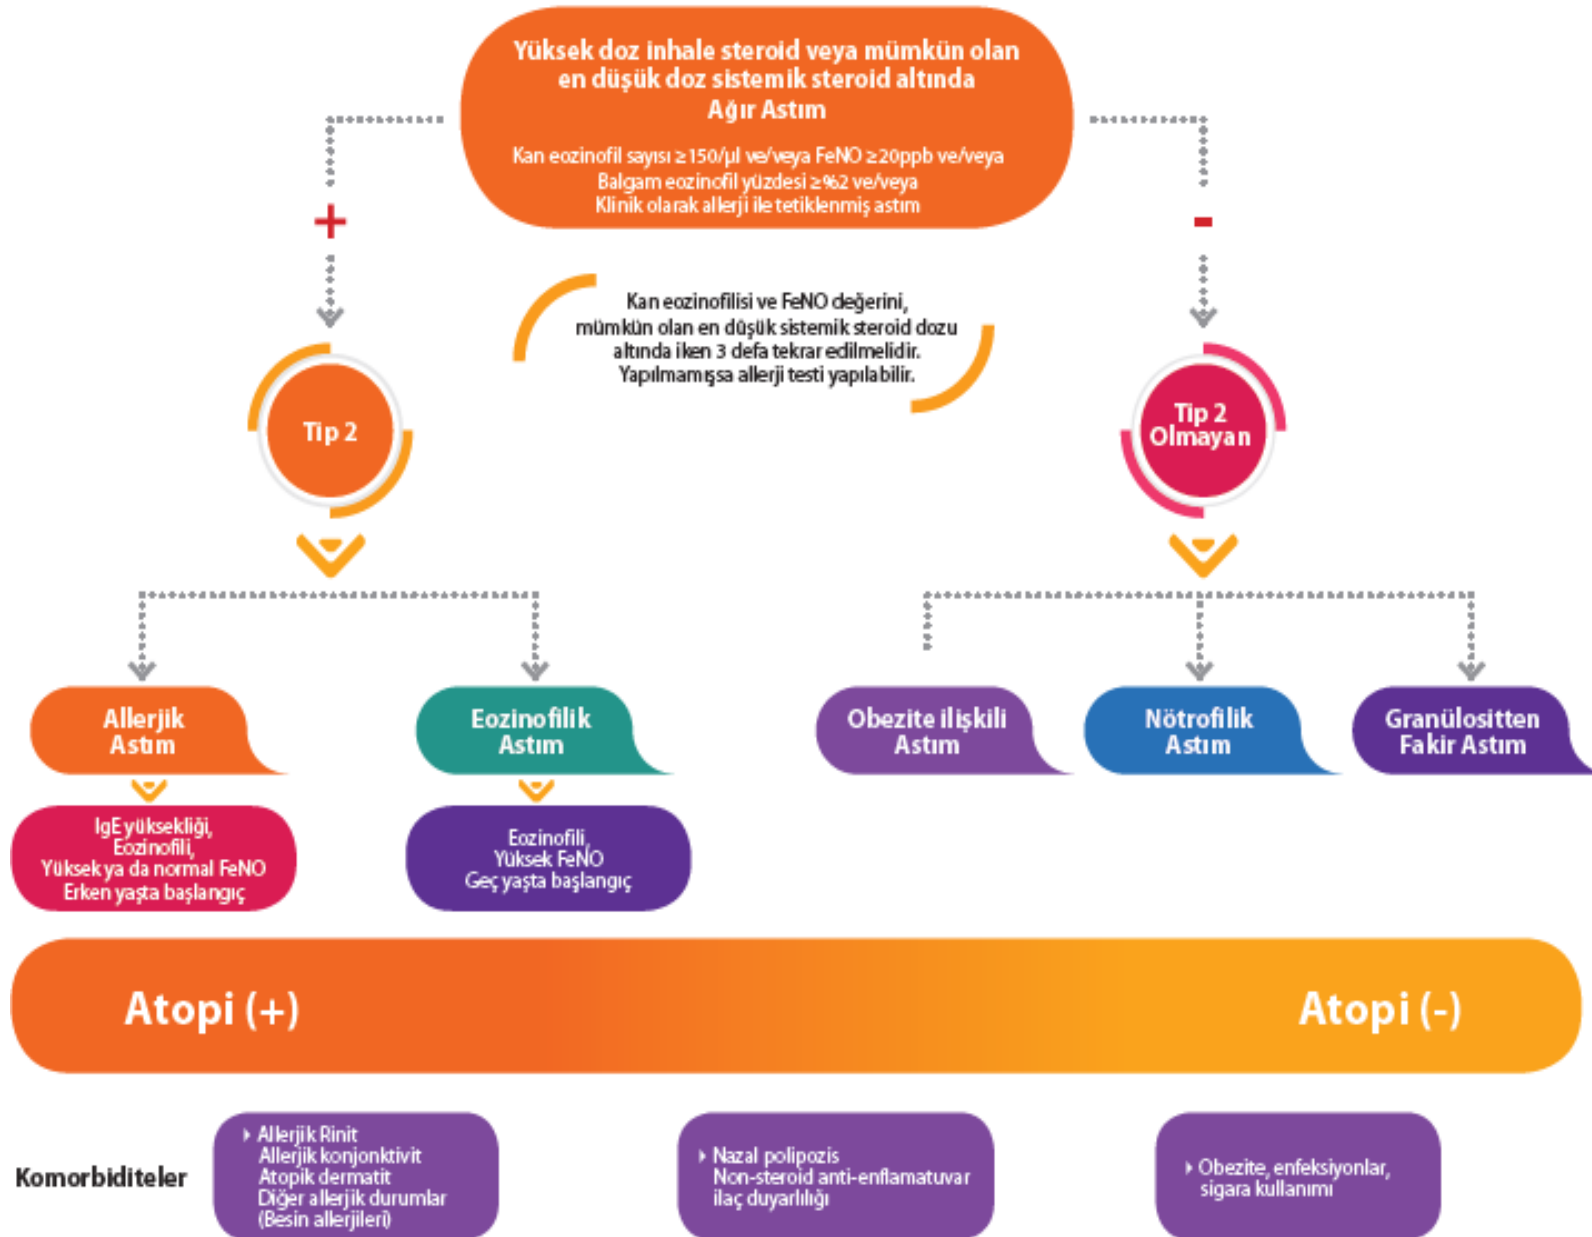 Yüksek doz inhale steroid veya mümkün olan
en düşük doz sistemik steroid altında
Ağır Astım
Kan eozinofil sayısı ≥150/µl ve/veya FeNO ≥20ppb ve/veya
Balgam eozinofil yüzdesi ≥%2 ve/veya
Klinik olarak allerji ile tetiklenmiş astım
+
-
Kan eozinofilisi ve FeNO değerini,
mümkün olan en düşük sistemik steroid dozu
altında iken 3 defa tekrar edilmelidir.
Yapılmamışsa allerji testi yapılabilir.
Tip 2
Tip 2
Olmayan
Allerjik
Astım
Eozinofilik
Astım
Obezite ilişkili
Astım
Nötrofilik
Astım
Granülositten
Fakir Astım
IgE yüksekliği,
Eozinofili,
Yüksek ya da normal FeNO
Erken yaşta başlangıç
Eozinofili,
Yüksek FeNO
Geç yaşta başlangıç
Atopi (+)
Atopi (-)
Komorbiditeler
Allerjik Rinit
Allerjik konjonktivit
Atopik dermatit
Diğer allerjik durumlar
(Besin allerjileri)
Nazal polipozis
Non-steroid anti-enflamatuvar
ilaç duyarlılığı
Obezite, enfeksiyonlar,
sigara kullanımı